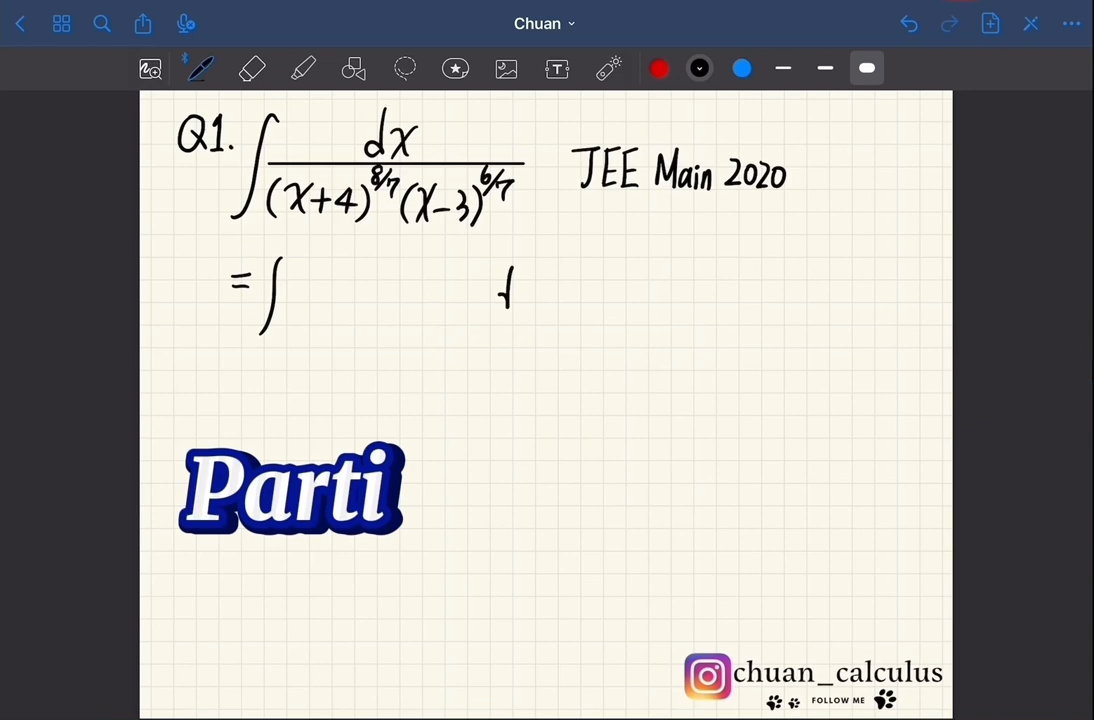 Chuan
Q1. ∫ dx / (x+4)^{8/7} (x-3)^{6/7} JEE Main 2020
= ∫ d
Parti
chuan_calculus
FOLLOW ME